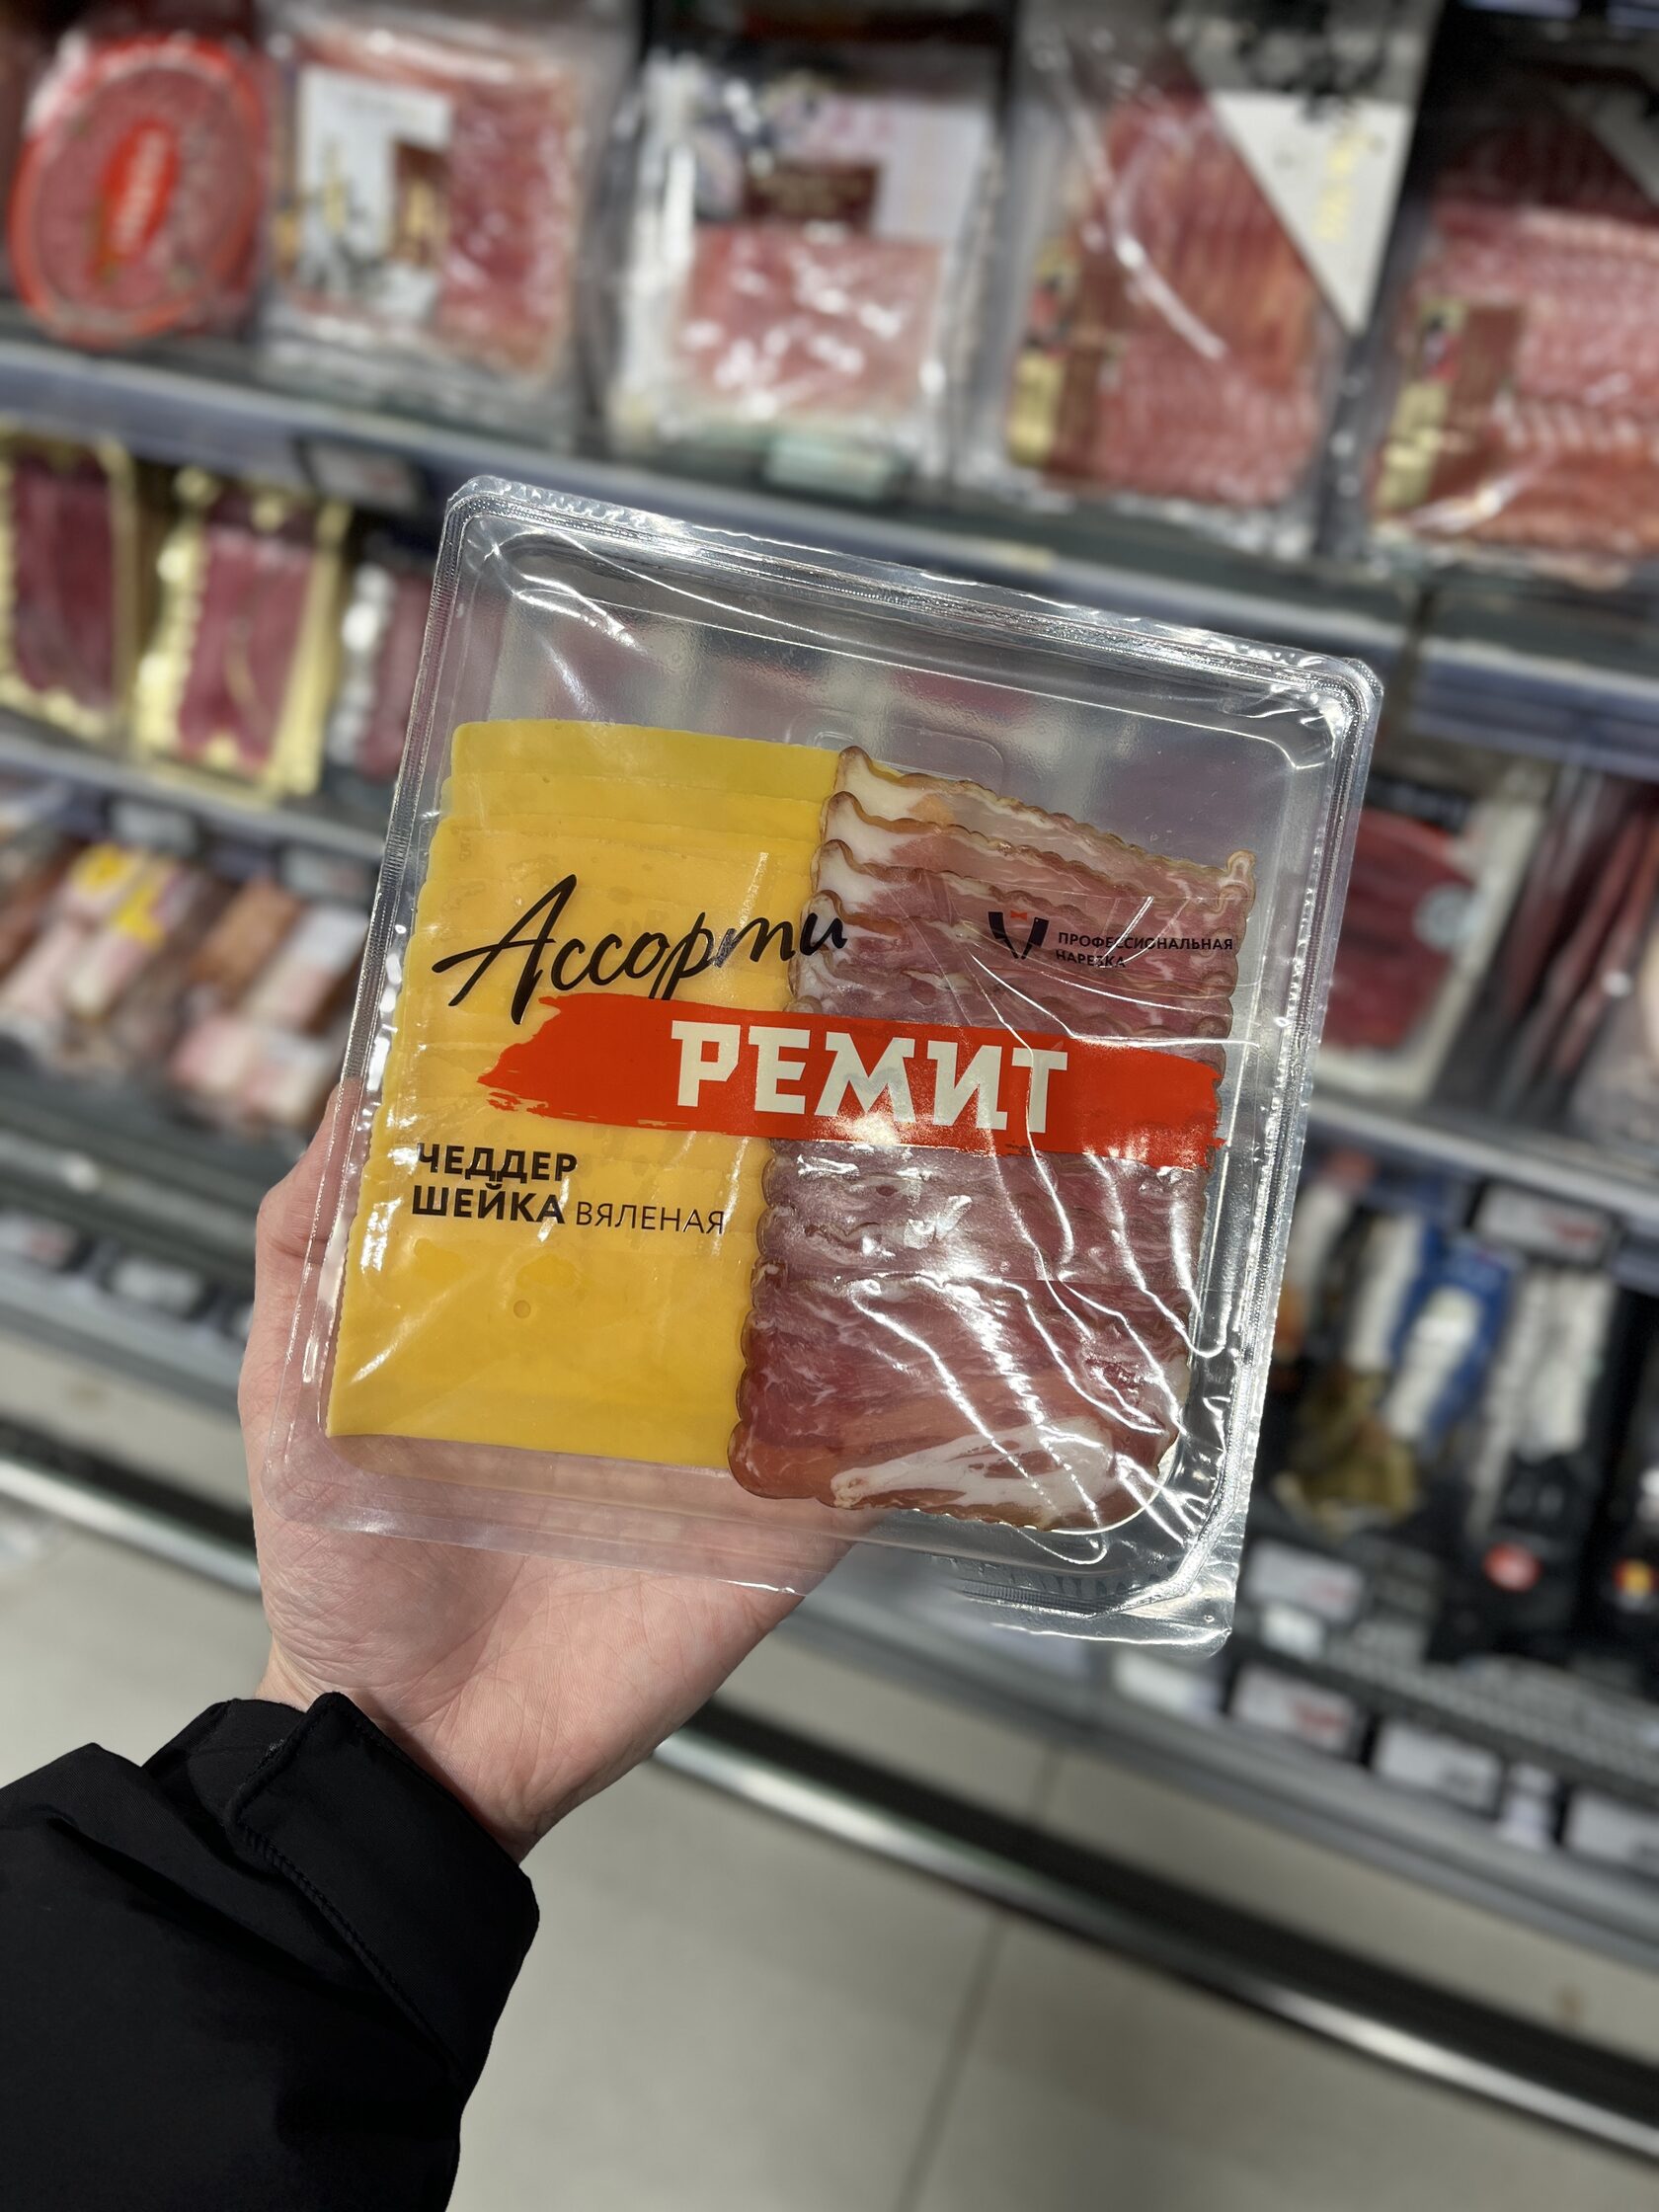 Ассорти
ПРОФЕССИОНАЛЬНАЯ
НАРЕЗКА
РЕМИТ
ЧЕДДЕР
ШЕЙКА ВЯЛЕНАЯ